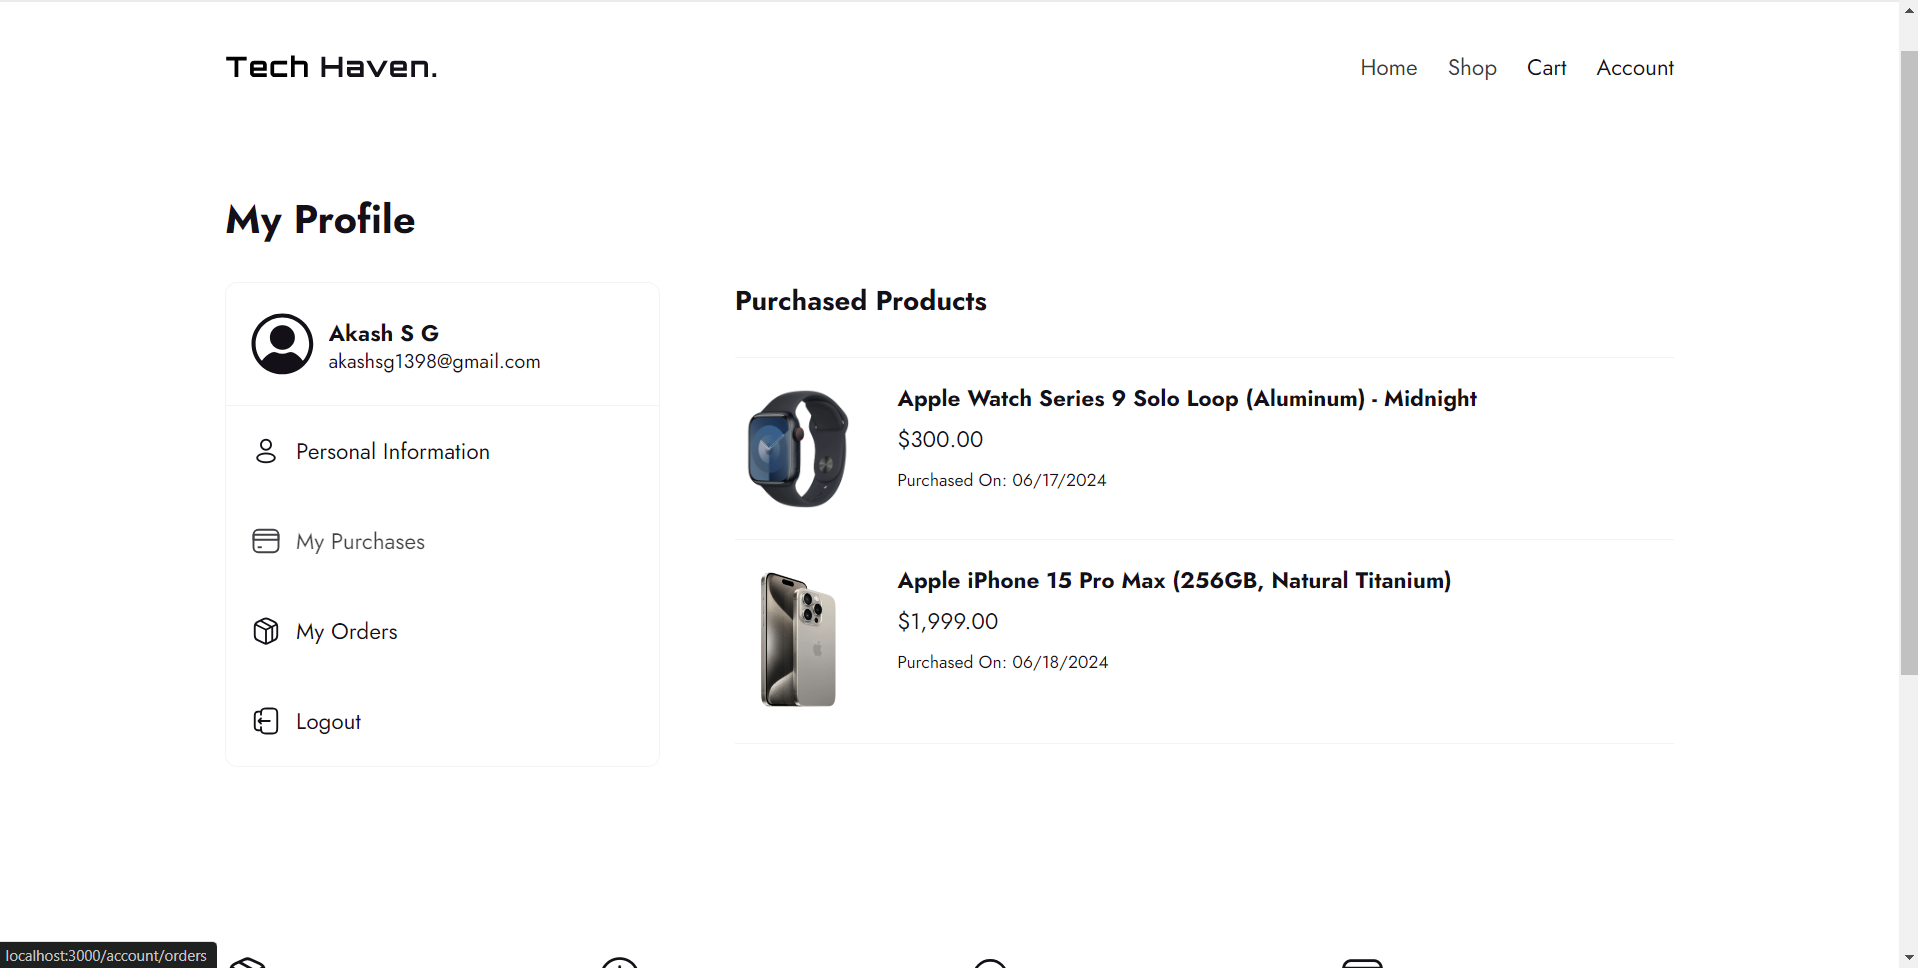 Tech Haven.
Home Shop Cart Account
My Profile
Akash S G
akashsg1398@gmail.com
Personal Information
My Purchases
My Orders
Logout
Purchased Products
Apple Watch Series 9 Solo Loop (Aluminum) - Midnight
$300.00
Purchased On: 06/17/2024
Apple iPhone 15 Pro Max (256GB, Natural Titanium)
$1,999.00
Purchased On: 06/18/2024
localhost:3000/account/orders